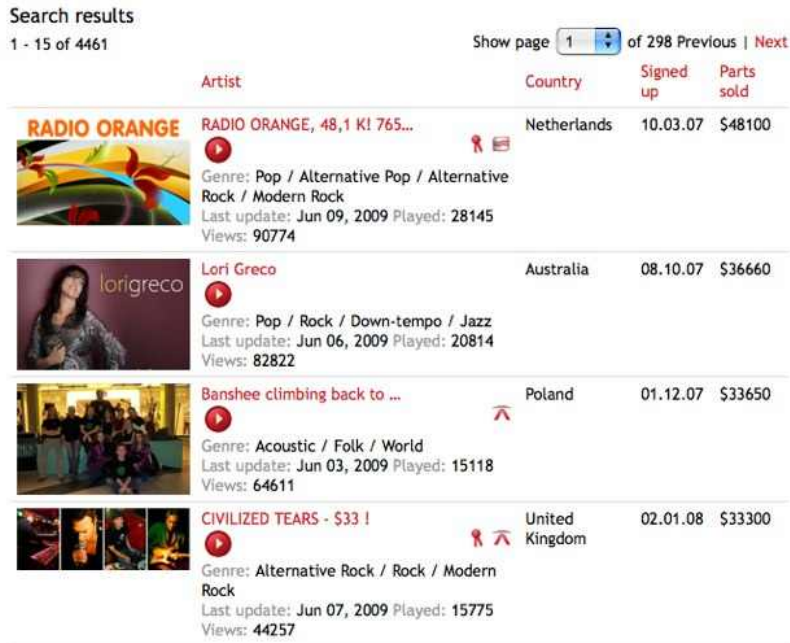 Search results
1 - 15 of 4461
Show page 1 of 298 Previous | Next
Artist
Country
Signed up
Parts sold
RADIO ORANGE
RADIO ORANGE, 48,1 K! 765...
Netherlands
10.03.07
$48100
Genre: Pop / Alternative Pop / Alternative
Rock / Modern Rock
Last update: Jun 09, 2009 Played: 28145
Views: 90774
lorigreco
Lori Greco
Australia
08.10.07
$36660
Genre: Pop / Rock / Down-tempo / Jazz
Last update: Jun 06, 2009 Played: 20814
Views: 82822
Banshee climbing back to ...
Poland
01.12.07
$33650
Genre: Acoustic / Folk / World
Last update: Jun 03, 2009 Played: 15118
Views: 64611
CIVILIZED TEARS - $33 !
United
Kingdom
02.01.08
$33300
Genre: Alternative Rock / Rock / Modern
Rock
Last update: Jun 07, 2009 Played: 15775
Views: 44257